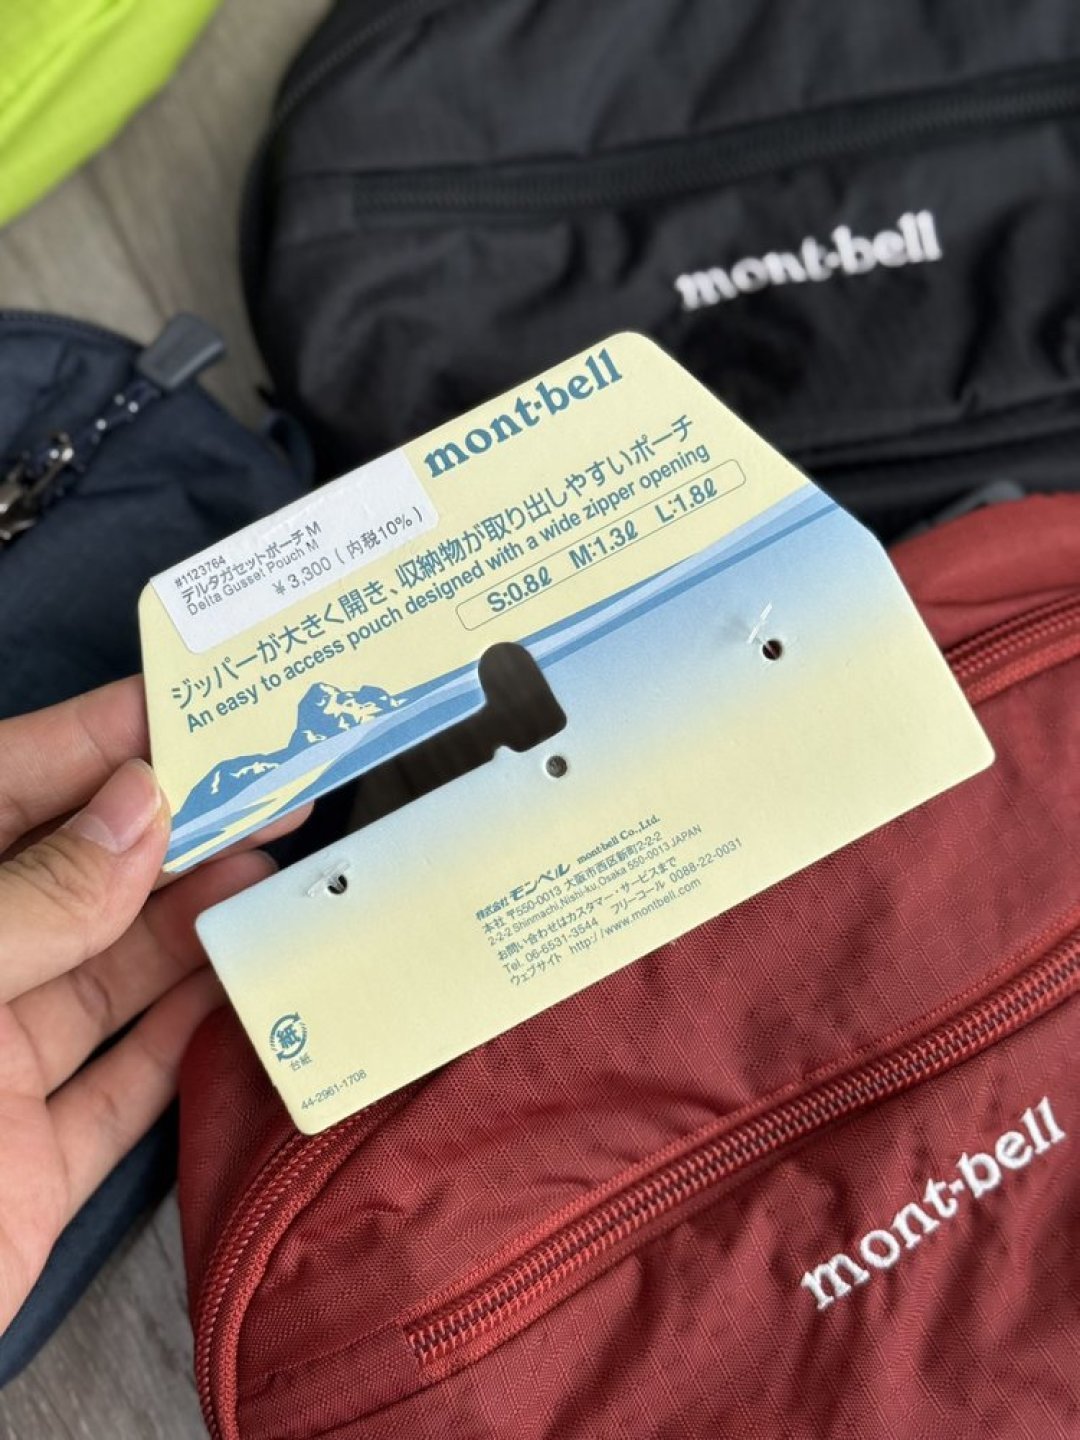 mont-bell
mont-bell
#1123764
デルタガセットポーチ M
Delta Gusset Pouch M
¥ 3,300 ( 内税10% )
ジッパーが大きく開き、収納物が取り出しやすいポーチ
An easy to access pouch designed with a wide zipper opening
S:0.8ℓ M:1.3ℓ L:1.8ℓ
株式会社 モンベル mont-bell Co.,Ltd.
本社 〒550-0013 大阪市西区新町2-2-2
2-2-2 Shinmachi, Nishi-ku, Osaka 550-0013 JAPAN
お問い合わせはカスタマー・サービスまで
Tel. 06-6531-3544 フリーコール 0088-22-0031
ウェブサイト http://www.montbell.com
紙
台紙
44-2961-1706
mont-bell